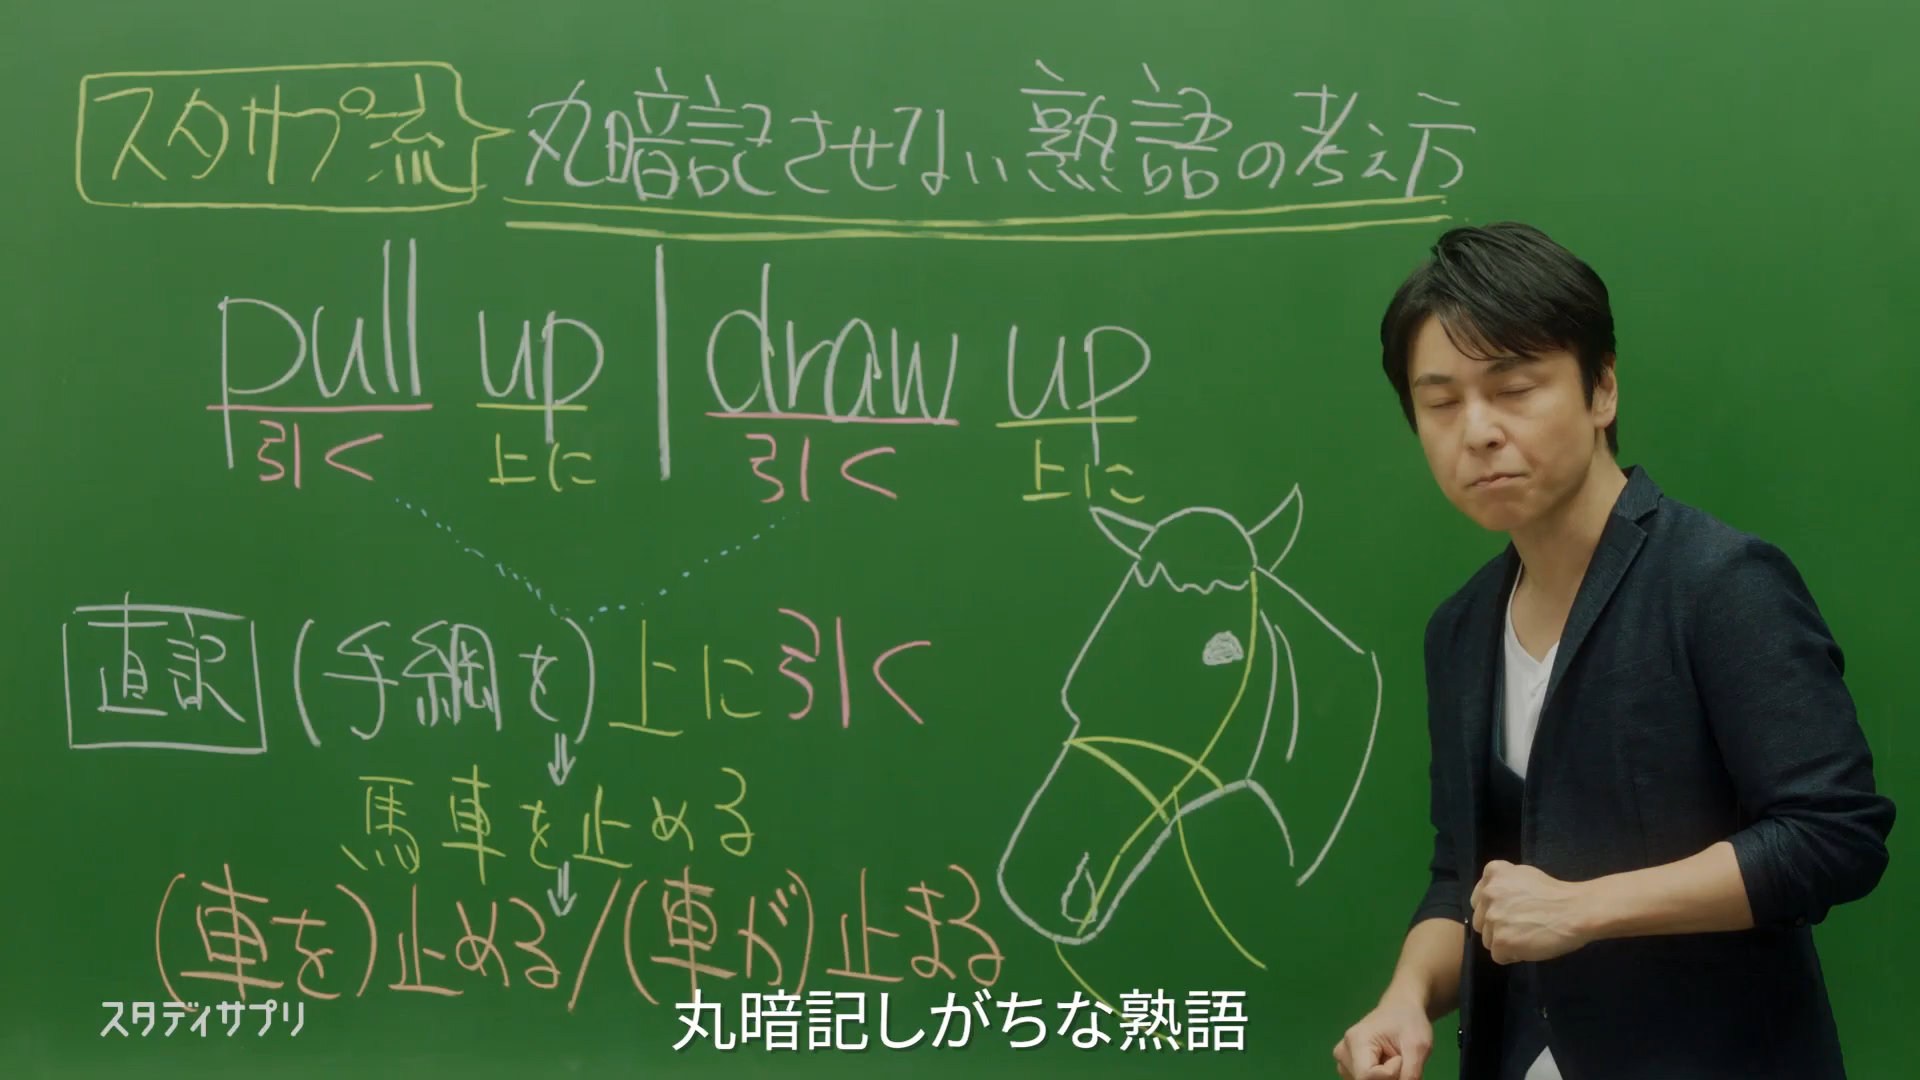 スタサプ流 丸暗記させない熟語の考え方
pull up | draw up
引く 上に 引く 上に
直訳 (手綱を)上に引く
⇓
馬車を止める
⇓
(車を)止める/(車が)止まる
スタディサプリ
丸暗記しがちな熟語